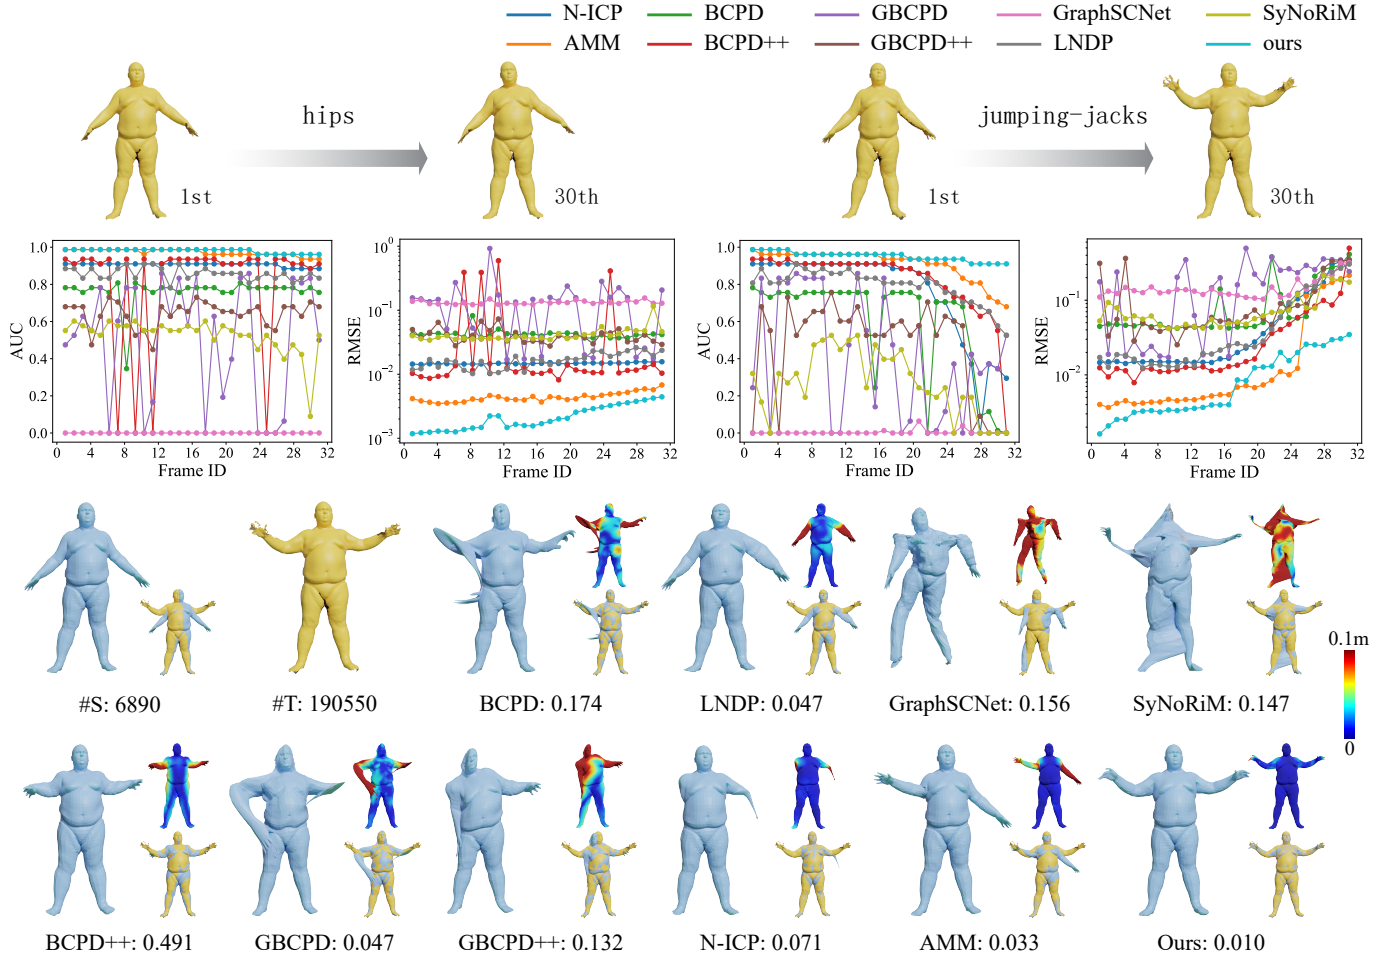 N-ICP BCPD GBCPD GraphSCNet SyNoRiM
AMM BCPD++ GBCPD++ LNDP ours
hips
jumping-jacks
1st 30th 1st 30th
AUC
1.0
0.8
0.6
0.4
0.2
0.0
0 4 8 12 16 20 24 28 32
Frame ID
RMSE
10⁰
10⁻¹
10⁻²
10⁻³
0 4 8 12 16 20 24 28 32
Frame ID
AUC
1.0
0.8
0.6
0.4
0.2
0.0
0 4 8 12 16 20 24 28 32
Frame ID
RMSE
10⁻¹
10⁻²
0 4 8 12 16 20 24 28 32
Frame ID
#S: 6890 #T: 190550 BCPD: 0.174 LNDP: 0.047 GraphSCNet: 0.156 SyNoRiM: 0.147
0.1m
0
BCPD++: 0.491 GBCPD: 0.047 GBCPD++: 0.132 N-ICP: 0.071 AMM: 0.033 Ours: 0.010